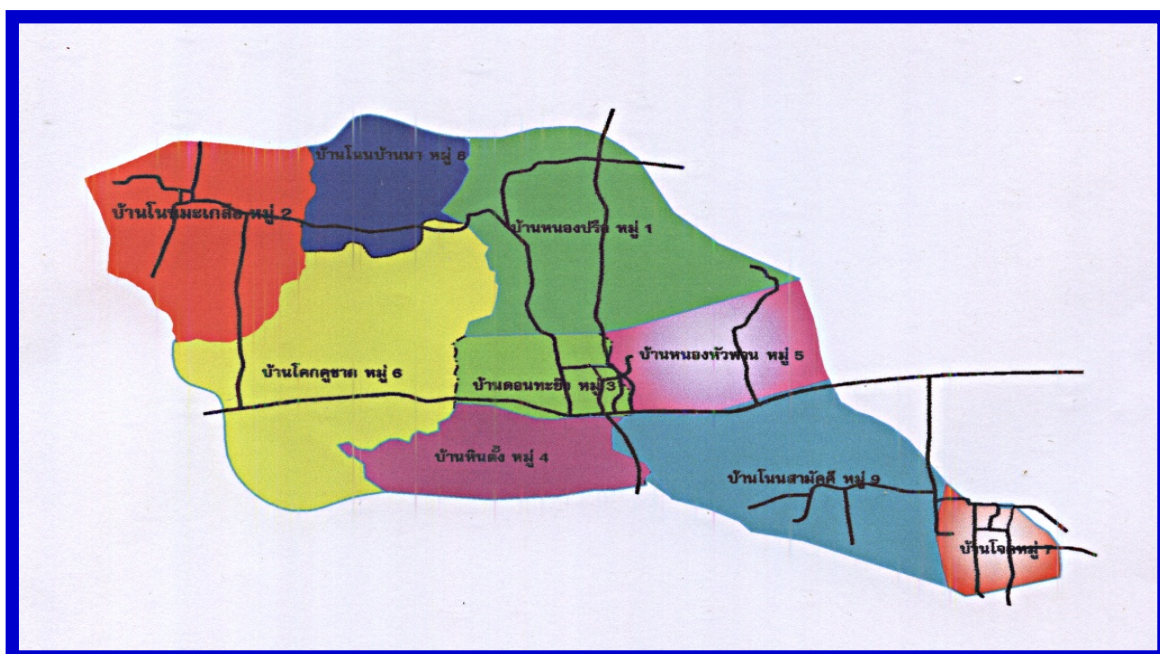 บ้านโนนบ้านนา หมู่ 8
บ้านโนนมะเกลือ หมู่ 2
บ้านหนองปรือ หมู่ 1
บ้านหนองหัวฟาน หมู่ 5
บ้านโคกคูขาด หมู่ 6
บ้านดอนทะยิง หมู่ 3
บ้านหินตั้ง หมู่ 4
บ้านโนนสามัคคี หมู่ 9
บ้านโจดหมู่ 7